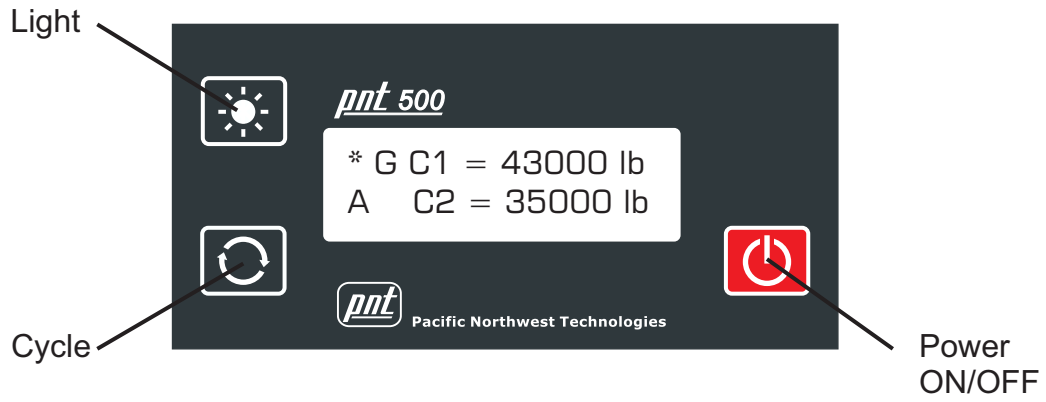 Light
pnt 500
* G C1 = 43000 lb
A C2 = 35000 lb
pnt Pacific Northwest Technologies
Cycle
Power
ON/OFF